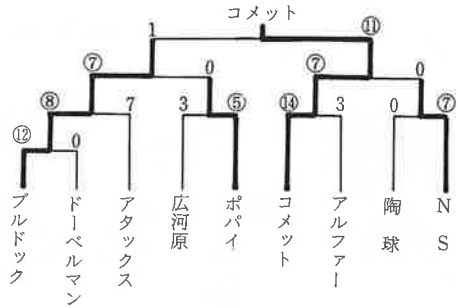 コメット
1 ⑪
⑦ 0 ⑦ 0
⑧ 7 3 ⑤ ⑭ 3 0 ⑦
⑫ 0
ブルドック
ドーベルマン
アタックス
広河原
ポパイ
コメット
アルファー
陶球
NS